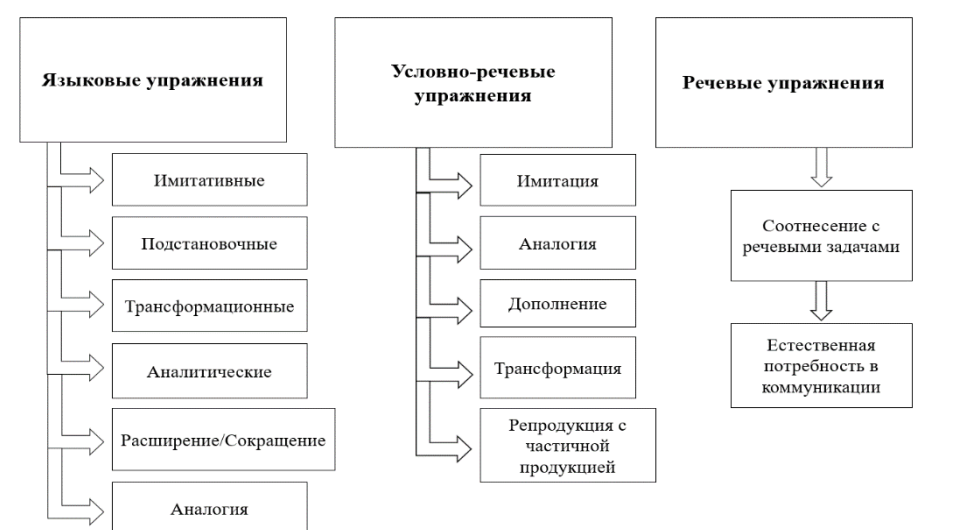 Языковые упражнения
Имитативные
Подстановочные
Трансформационные
Аналитические
Расширение/Сокращение
Аналогия
Условно-речевые
упражнения
Имитация
Аналогия
Дополнение
Трансформация
Репродукция с
частичной
продукцией
Речевые упражнения
Соотнесение с
речевыми задачами
Естественная
потребность в
коммуникации